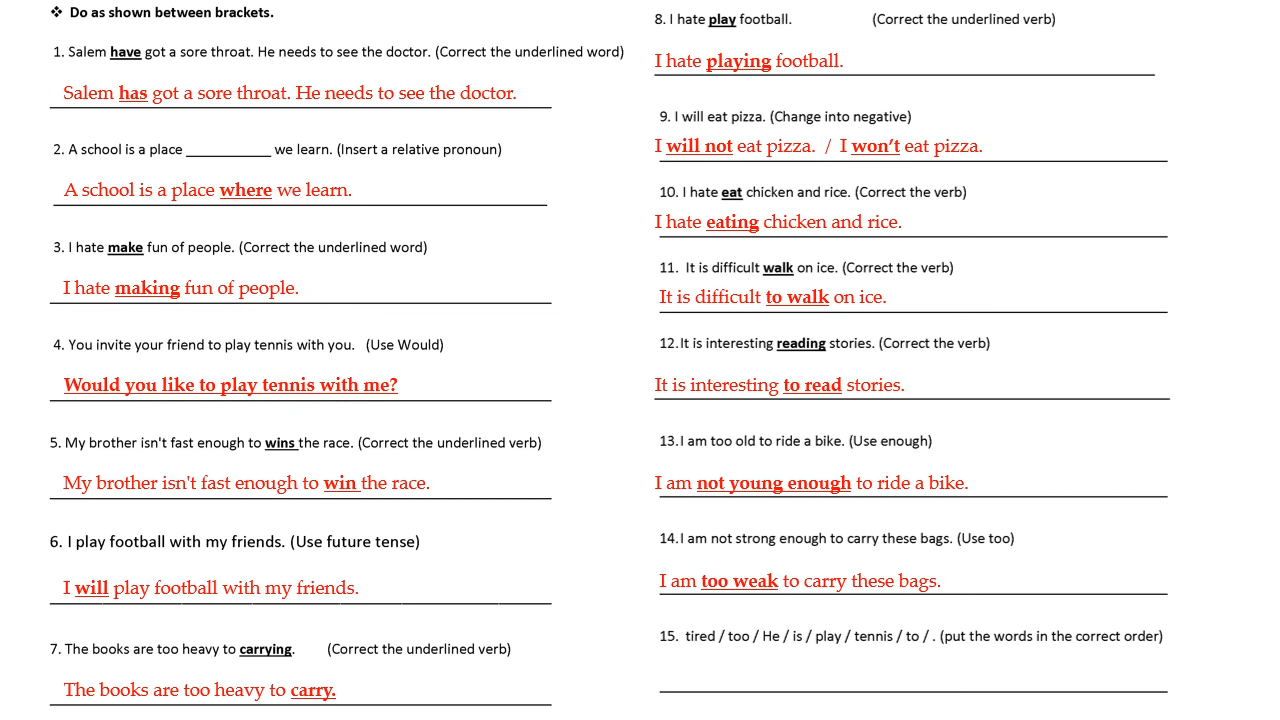 ❖ Do as shown between brackets.
1. Salem have got a sore throat. He needs to see the doctor. (Correct the underlined word)
Salem has got a sore throat. He needs to see the doctor.
2. A school is a place ___________ we learn. (Insert a relative pronoun)
A school is a place where we learn.
3. I hate make fun of people. (Correct the underlined word)
I hate making fun of people.
4. You invite your friend to play tennis with you. (Use Would)
Would you like to play tennis with me?
5. My brother isn't fast enough to wins the race. (Correct the underlined verb)
My brother isn't fast enough to win the race.
6. I play football with my friends. (Use future tense)
I will play football with my friends.
7. The books are too heavy to carrying. (Correct the underlined verb)
The books are too heavy to carry.
8. I hate play football. (Correct the underlined verb)
I hate playing football.
9. I will eat pizza. (Change into negative)
I will not eat pizza. / I won’t eat pizza.
10. I hate eat chicken and rice. (Correct the verb)
I hate eating chicken and rice.
11. It is difficult walk on ice. (Correct the verb)
It is difficult to walk on ice.
12. It is interesting reading stories. (Correct the verb)
It is interesting to read stories.
13. I am too old to ride a bike. (Use enough)
I am not young enough to ride a bike.
14. I am not strong enough to carry these bags. (Use too)
I am too weak to carry these bags.
15. tired / too / He / is / play / tennis / to / . (put the words in the correct order)